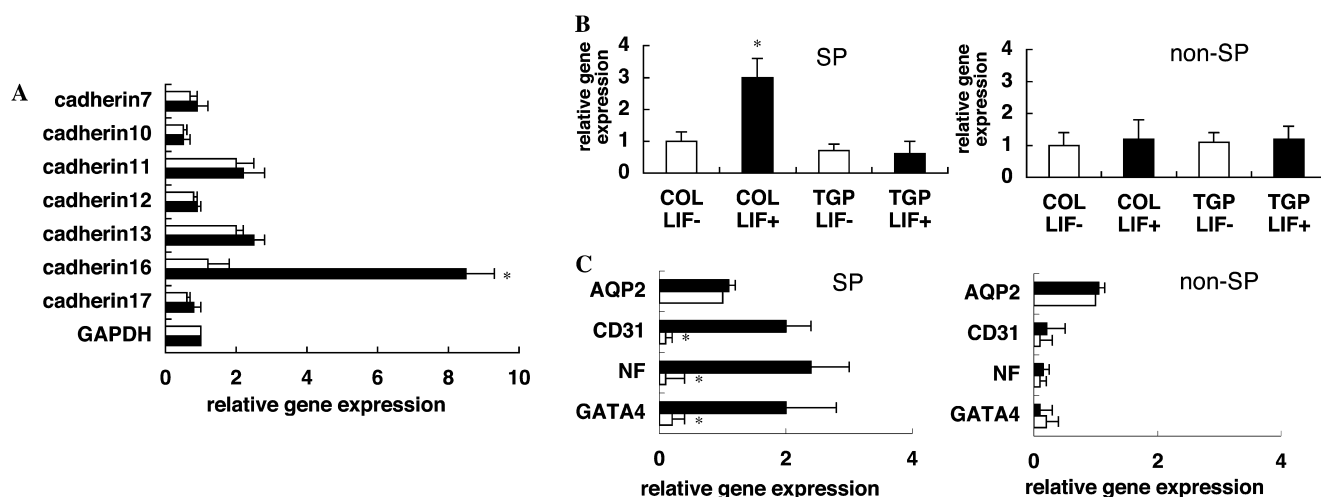 A
cadherin7
cadherin10
cadherin11
cadherin12
cadherin13
cadherin16
*
cadherin17
GAPDH
0 2 4 6 8 10
relative gene expression
B
relative gene
expression
4
3
2
1
0
*
SP
COL COL TGP TGP
LIF- LIF+ LIF- LIF+
relative gene
expression
4
3
2
1
0
non-SP
COL COL TGP TGP
LIF- LIF+ LIF- LIF+
C
SP
AQP2
CD31
*
NF
*
GATA4
*
0 2 4
relative gene expression
non-SP
AQP2
CD31
NF
GATA4
0 2 4
relative gene expression